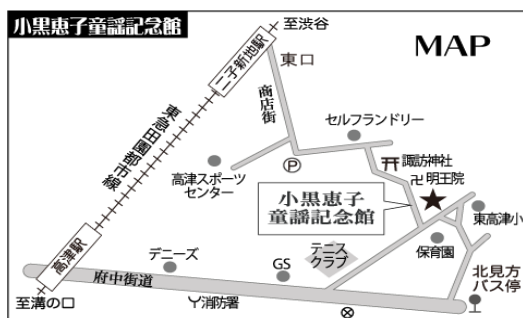 小黒恵子童謡記念館
至渋谷
MAP
二子新地駅
東口
商店街
東急田園都市線
セルフランドリー
P
高津スポーツ
センター
諏訪神社
卍明王院
小黒恵子
童謡記念館
東高津小
保育園
テニス
クラブ
高津駅
デニーズ
GS
北見方
バス停
府中街道
至溝の口
消防署